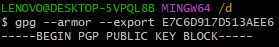 LENOVO@DESKTOP-5VPQL8B MINGW64 /d
$ gpg --armor --export E7C6D917D513AEE6
-----BEGIN PGP PUBLIC KEY BLOCK-----